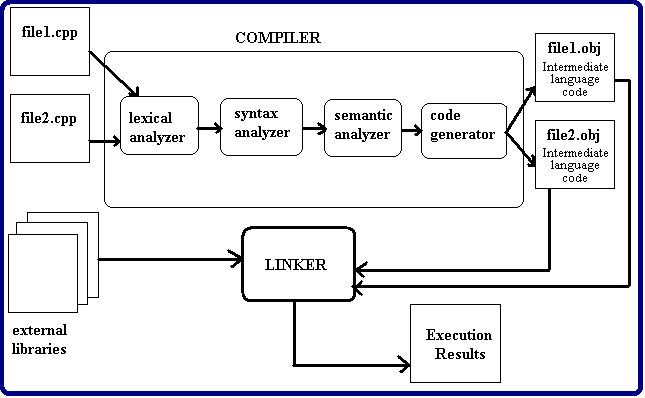 file1.cpp
COMPILER
file1.obj
Intermediate
language
code
file2.cpp
lexical
analyzer
syntax
analyzer
semantic
analyzer
code
generator
file2.obj
Intermediate
language
code
LINKER
external
libraries
Execution
Results